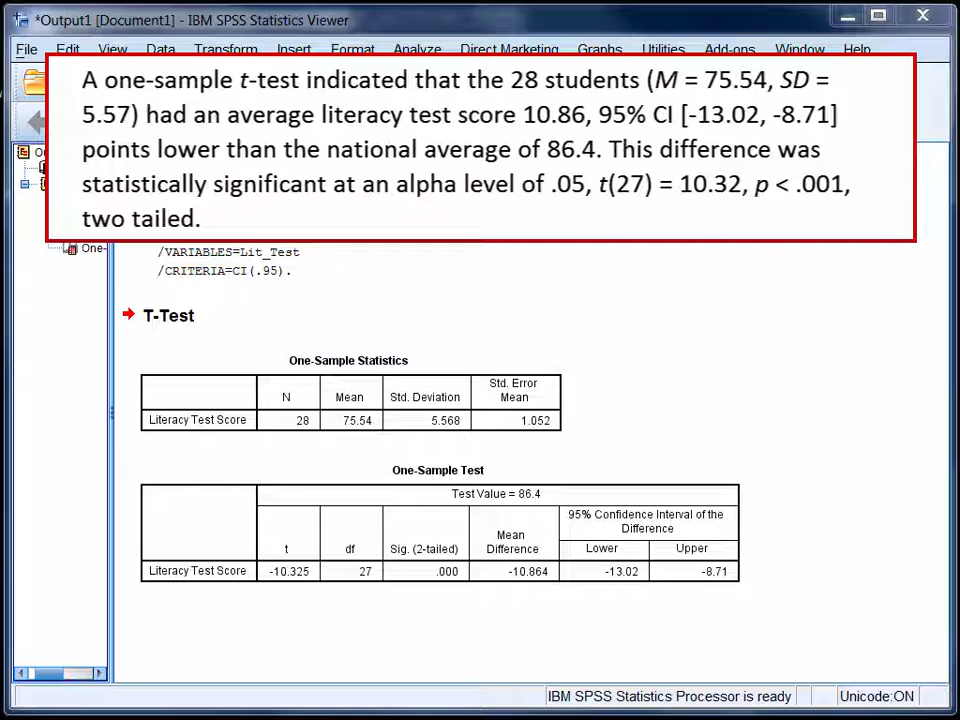 *Output1 [Document1] - IBM SPSS Statistics Viewer
File Edit View Data Transform Insert Format Analyze Direct Marketing Graphs Utilities Add-ons Window Help
A one-sample t-test indicated that the 28 students (M = 75.54, SD =
5.57) had an average literacy test score 10.86, 95% CI [-13.02, -8.71]
points lower than the national average of 86.4. This difference was
statistically significant at an alpha level of .05, t(27) = 10.32, p < .001,
two tailed.
One-
/VARIABLES=Lit_Test
/CRITERIA=CI(.95).
T-Test
One-Sample Statistics
N Mean Std. Deviation Std. Error Mean
Literacy Test Score 28 75.54 5.568 1.052
One-Sample Test
Test Value = 86.4
95% Confidence Interval of the Difference
t df Sig. (2-tailed) Mean Difference Lower Upper
Literacy Test Score -10.325 27 .000 -10.864 -13.02 -8.71
IBM SPSS Statistics Processor is ready Unicode:ON